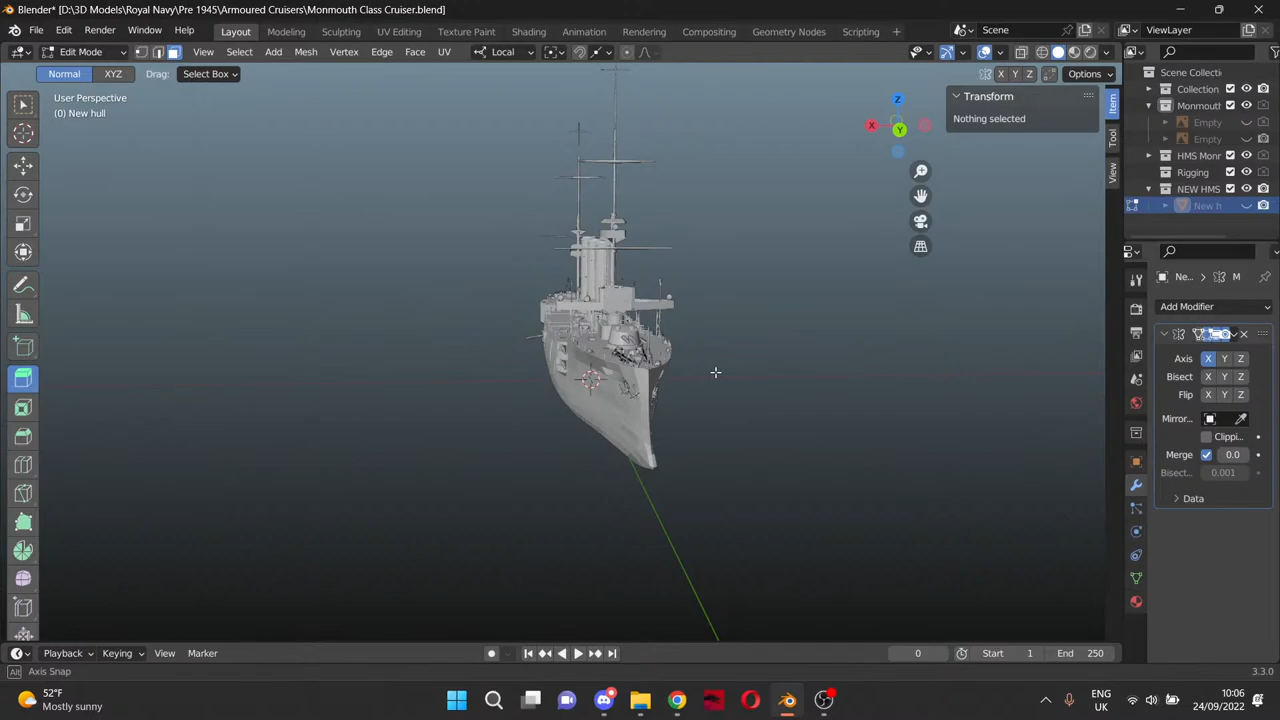 Blender* [D:\3D Models\Royal Navy\Pre 1945\Armoured Cruisers\Monmouth Class Cruiser.blend]
File Edit Render Window Help Layout Modeling Sculpting UV Editing Texture Paint Shading Animation Rendering Compositing Geometry Nodes Scripting Scene ViewLayer
Edit Mode View Select Add Mesh Vertex Edge Face UV Local
Normal XYZ Drag: Select Box X Y Z Options
User Perspective
(0) New hull
Z
X
Y
Transform
Nothing selected
Item
Tool
View
Scene Collecti
Collection
Monmouth
Empty
Empty
HMS Monr
Rigging
NEW HMS
New h
Ne... M
Add Modifier
Axis X Y Z
Bisect X Y Z
Flip X Y Z
Mirror...
Clippi...
Merge 0.0
Bisect... 0.001
Data
Playback Keying View Marker 0 Start 1 End 250
Alt Axis Snap 3.3.0
52°F
Mostly sunny
ENG
UK
10:06
24/09/2022